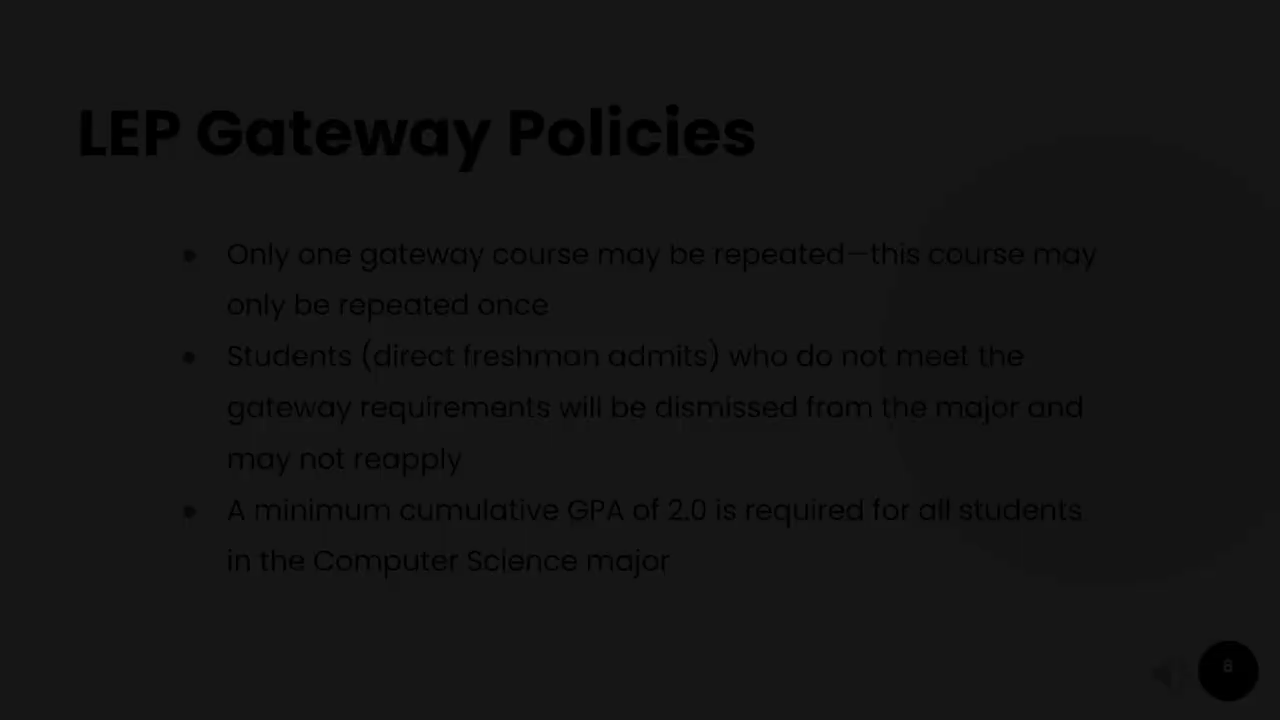 LEP Gateway Policies
• Only one gateway course may be repeated—this course may
only be repeated once
• Students (direct freshman admits) who do not meet the
gateway requirements will be dismissed from the major and
may not reapply
• A minimum cumulative GPA of 2.0 is required for all students
in the Computer Science major
8